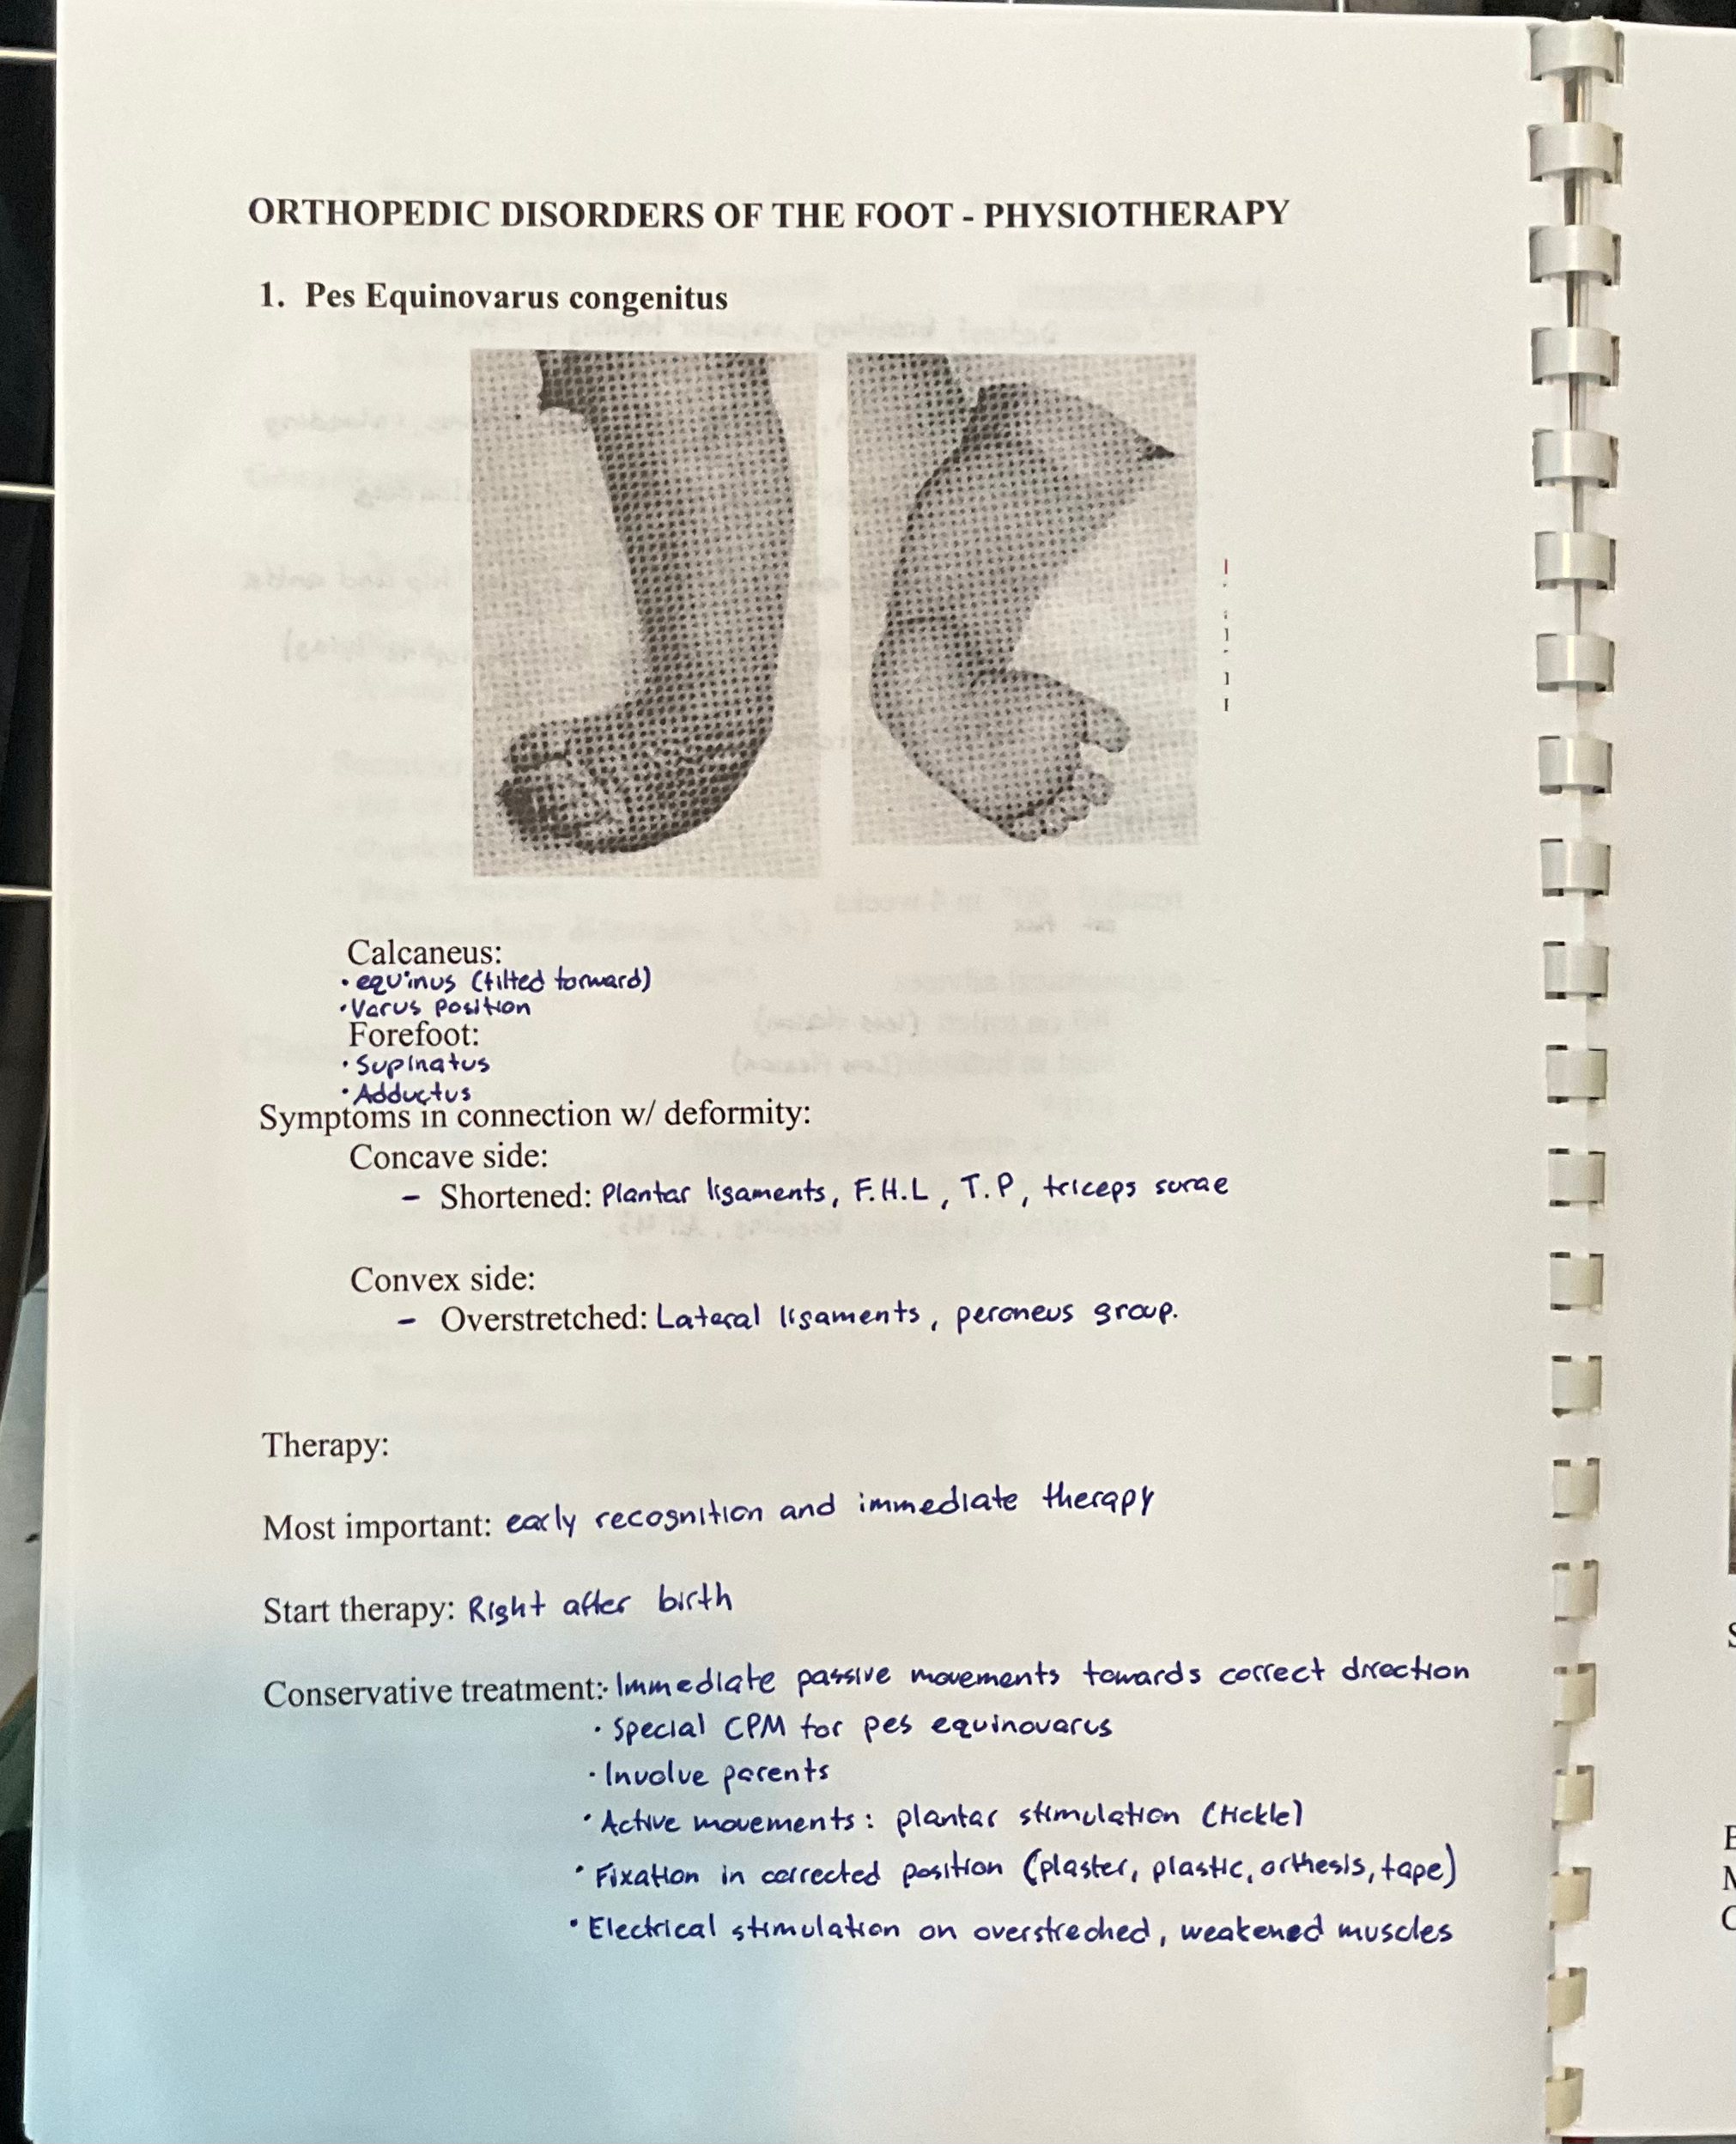 ORTHOPEDIC DISORDERS OF THE FOOT - PHYSIOTHERAPY
1. Pes Equinovarus congenitus
Calcaneus:
• equinus (tilted forward)
• Varus position
Forefoot:
• Supinatus
• Adductus
Symptoms in connection w/ deformity:
Concave side:
– Shortened: Plantar ligaments, F.H.L, T.P, triceps surae
Convex side:
– Overstretched: Lateral ligaments, peroneus group.
Therapy:
Most important: early recognition and immediate therapy
Start therapy: Right after birth
Conservative treatment: • Immediate passive movements towards correct direction
• Special CPM for pes equinovarus
• Involve parents
• Active movements: plantar stimulation (tickle)
• Fixation in corrected position (plaster, plastic, orthesis, tape)
• Electrical stimulation on overstreched, weakened muscles